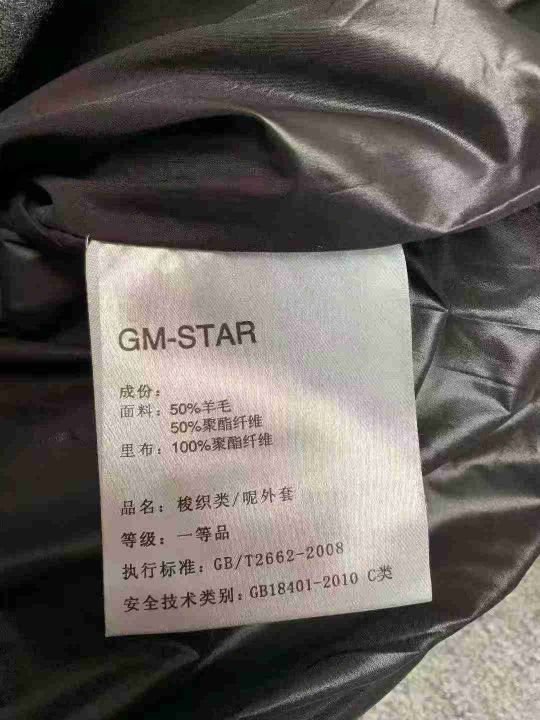 GM-STAR
成份：
面料：50%羊毛
50%聚酯纤维
里布：100%聚酯纤维
品名：梭织类/呢外套
等级：一等品
执行标准：GB/T2662-2008
安全技术类别：GB18401-2010 C类